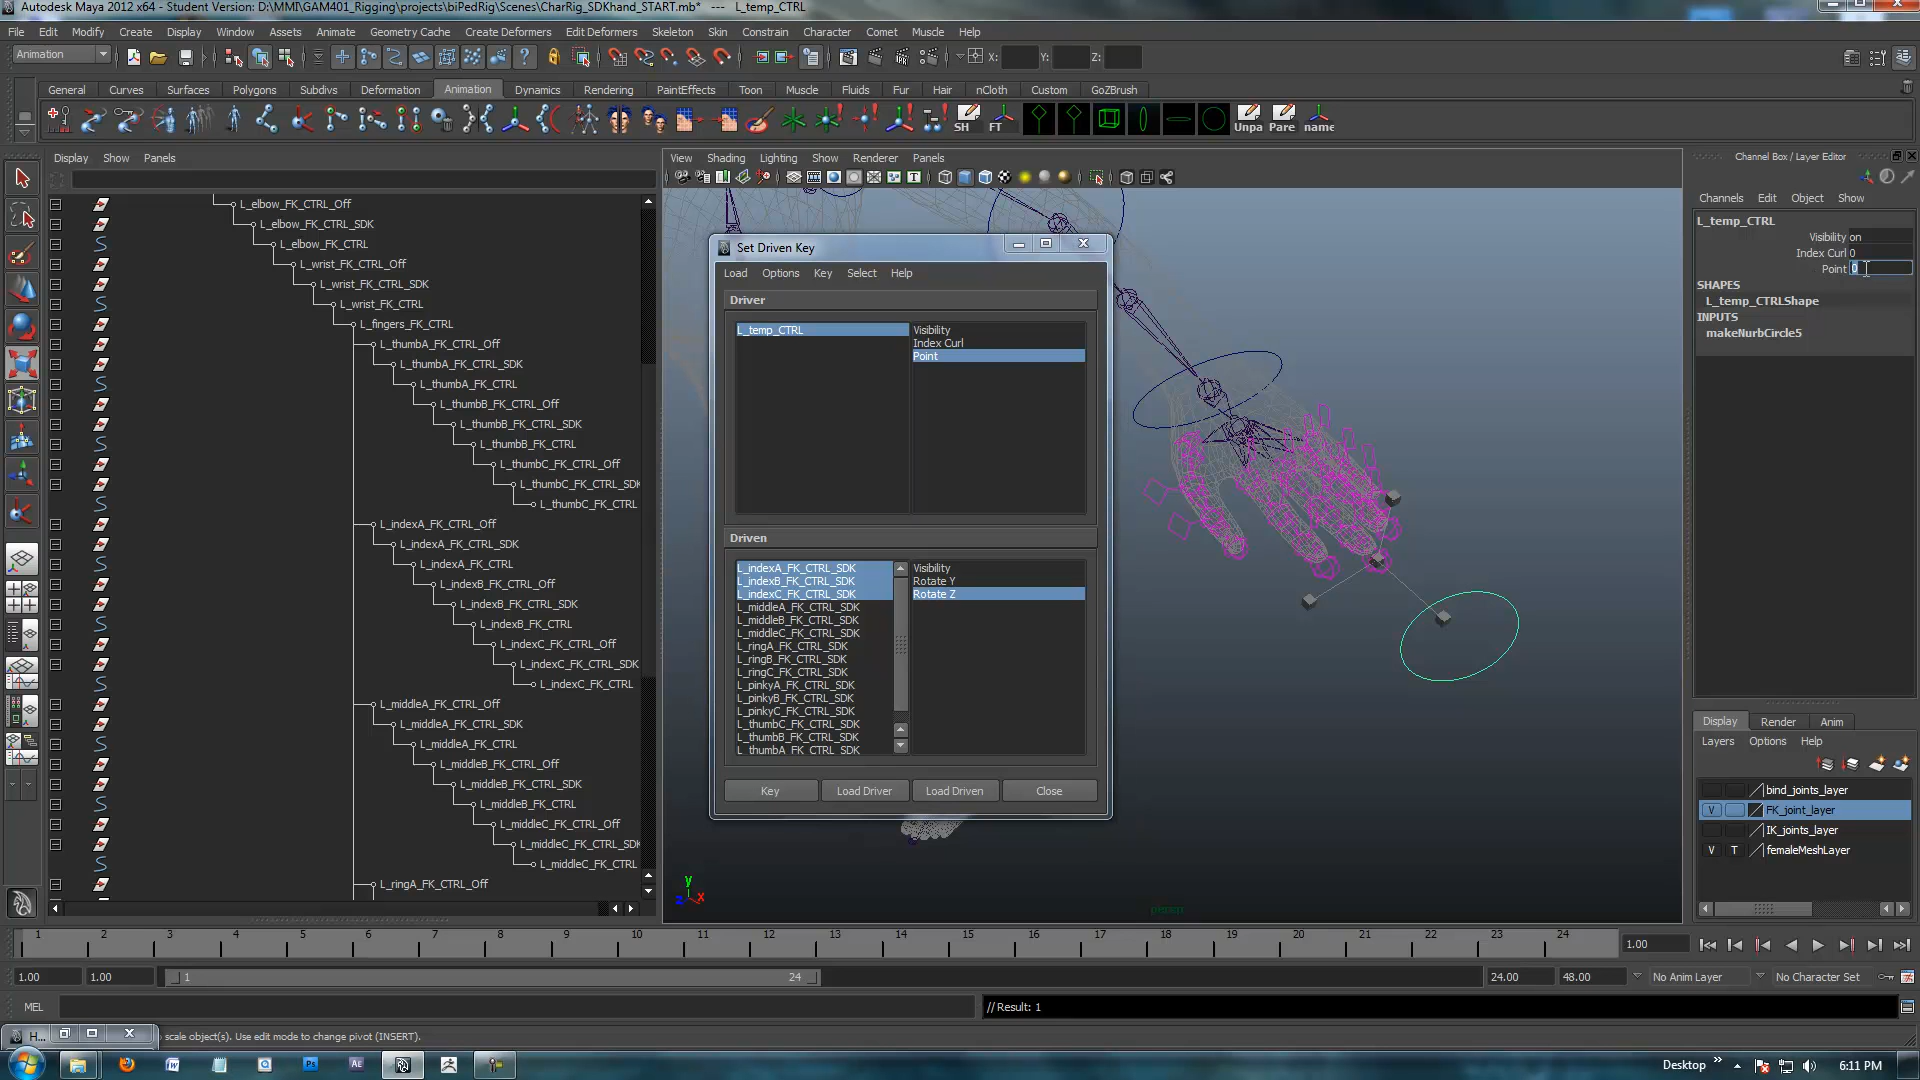 Autodesk Maya 2012 x64 - Student Version: D:\MMI\GAM401_Rigging\projects\biPedRig\Scenes\CharRig_SDKhand_START.mb* --- L_temp_CTRL
File Edit Modify Create Display Window Assets Animate Geometry Cache Create Deformers Edit Deformers Skeleton Skin Constrain Character Comet Muscle Help
Animation X: Y: Z:
General Curves Surfaces Polygons Subdivs Deformation Animation Dynamics Rendering PaintEffects Toon Muscle Fluids Fur Hair nCloth Custom GoZBrush
SH FT Unpa Pare name
Display Show Panels
View Shading Lighting Show Renderer Panels
Channel Box / Layer Editor
Channels Edit Object Show
L_temp_CTRL
Visibility on
Index Curl 0
Point 0
SHAPES
L_temp_CTRLShape
INPUTS
makeNurbCircle5
L_elbow_FK_CTRL_Off
L_elbow_FK_CTRL_SDK
L_elbow_FK_CTRL
L_wrist_FK_CTRL_Off
L_wrist_FK_CTRL_SDK
L_wrist_FK_CTRL
L_fingers_FK_CTRL
L_thumbA_FK_CTRL_Off
L_thumbA_FK_CTRL_SDK
L_thumbA_FK_CTRL
L_thumbB_FK_CTRL_Off
L_thumbB_FK_CTRL_SDK
L_thumbB_FK_CTRL
L_thumbC_FK_CTRL_Off
L_thumbC_FK_CTRL_SDK
L_thumbC_FK_CTRL
L_indexA_FK_CTRL_Off
L_indexA_FK_CTRL_SDK
L_indexA_FK_CTRL
L_indexB_FK_CTRL_Off
L_indexB_FK_CTRL_SDK
L_indexB_FK_CTRL
L_indexC_FK_CTRL_Off
L_indexC_FK_CTRL_SDK
L_indexC_FK_CTRL
L_middleA_FK_CTRL_Off
L_middleA_FK_CTRL_SDK
L_middleA_FK_CTRL
L_middleB_FK_CTRL_Off
L_middleB_FK_CTRL_SDK
L_middleB_FK_CTRL
L_middleC_FK_CTRL_Off
L_middleC_FK_CTRL_SDK
L_middleC_FK_CTRL
L_ringA_FK_CTRL_Off
Set Driven Key
Load Options Key Select Help
Driver
L_temp_CTRL Visibility
Index Curl
Point
Driven
L_indexA_FK_CTRL_SDK Visibility
L_indexB_FK_CTRL_SDK Rotate Y
L_indexC_FK_CTRL_SDK Rotate Z
L_middleA_FK_CTRL_SDK
L_middleB_FK_CTRL_SDK
L_middleC_FK_CTRL_SDK
L_ringA_FK_CTRL_SDK
L_ringB_FK_CTRL_SDK
L_ringC_FK_CTRL_SDK
L_pinkyA_FK_CTRL_SDK
L_pinkyB_FK_CTRL_SDK
L_pinkyC_FK_CTRL_SDK
L_thumbC_FK_CTRL_SDK
L_thumbB_FK_CTRL_SDK
L_thumbA_FK_CTRL_SDK
Key Load Driver Load Driven Close
y
z x
persp
Display Render Anim
Layers Options Help
bind_joints_layer
V FK_joint_layer
IK_joints_layer
V T femaleMeshLayer
1 2 3 4 5 6 7 8 9 10 11 12 13 14 15 16 17 18 19 20 21 22 23 24 1.00
1.00 1.00 1 24 24.00 48.00 No Anim Layer No Character Set
MEL // Result: 1
H... scale object(s). Use edit mode to change pivot (INSERT).
Desktop 6:11 PM